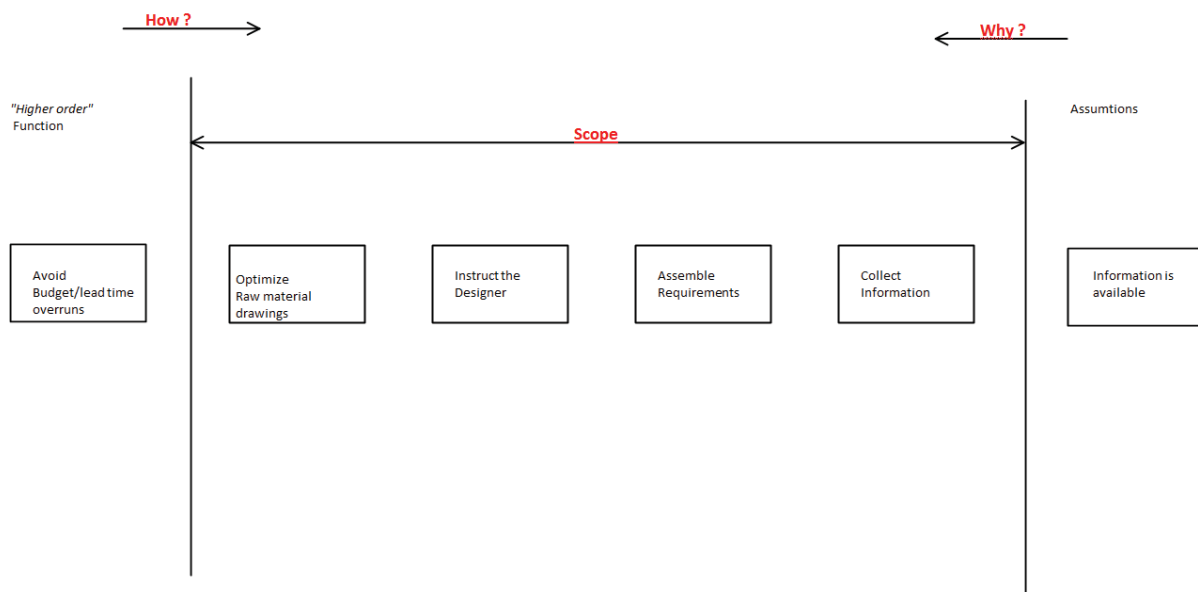 How ?
Why ?
"Higher order"
Function
Assumtions
Scope
Avoid
Budget/lead time
overruns
Optimize
Raw material
drawings
Instruct the
Designer
Assemble
Requirements
Collect
Information
Information is
available